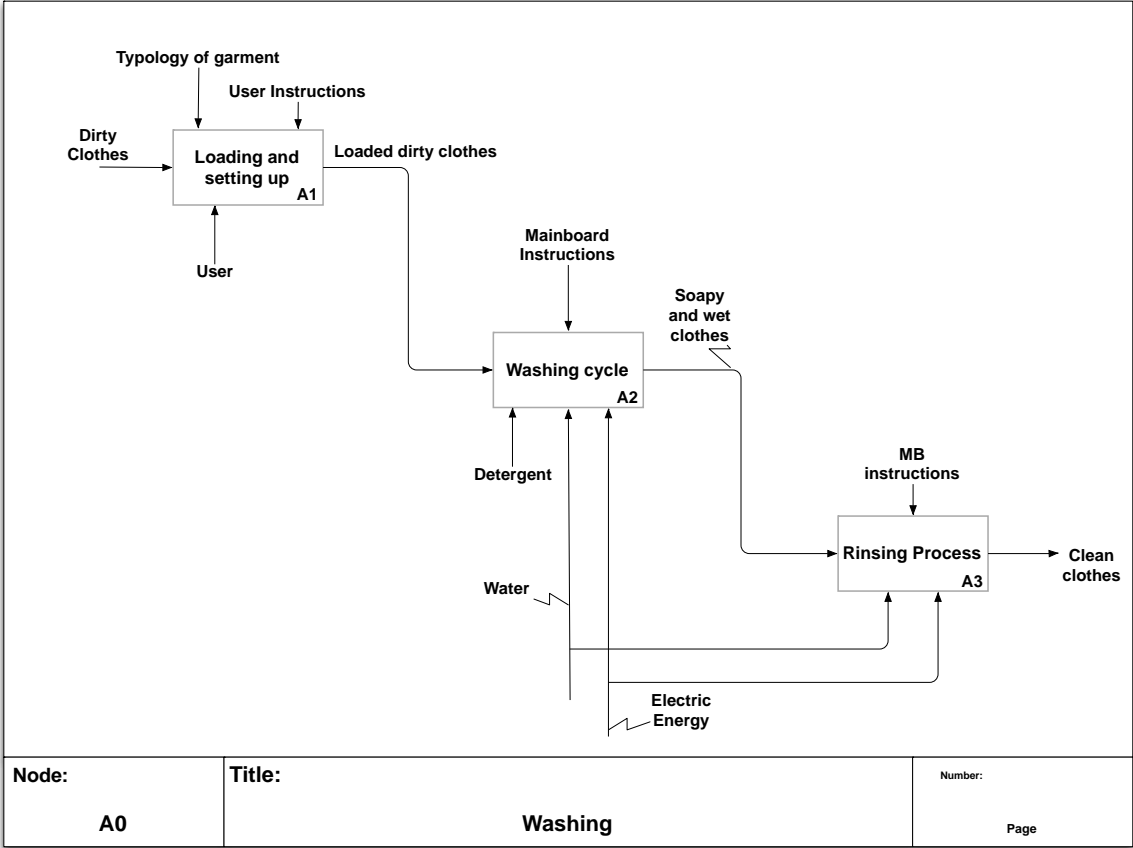 Typology of garment
User Instructions
Dirty
Clothes
Loading and
setting up
A1
Loaded dirty clothes
User
Mainboard
Instructions
Soapy
and wet
clothes
Washing cycle
A2
Detergent
MB
instructions
Rinsing Process
A3
Clean
clothes
Water
Electric
Energy
Node:
A0
Title:
Washing
Number:
Page